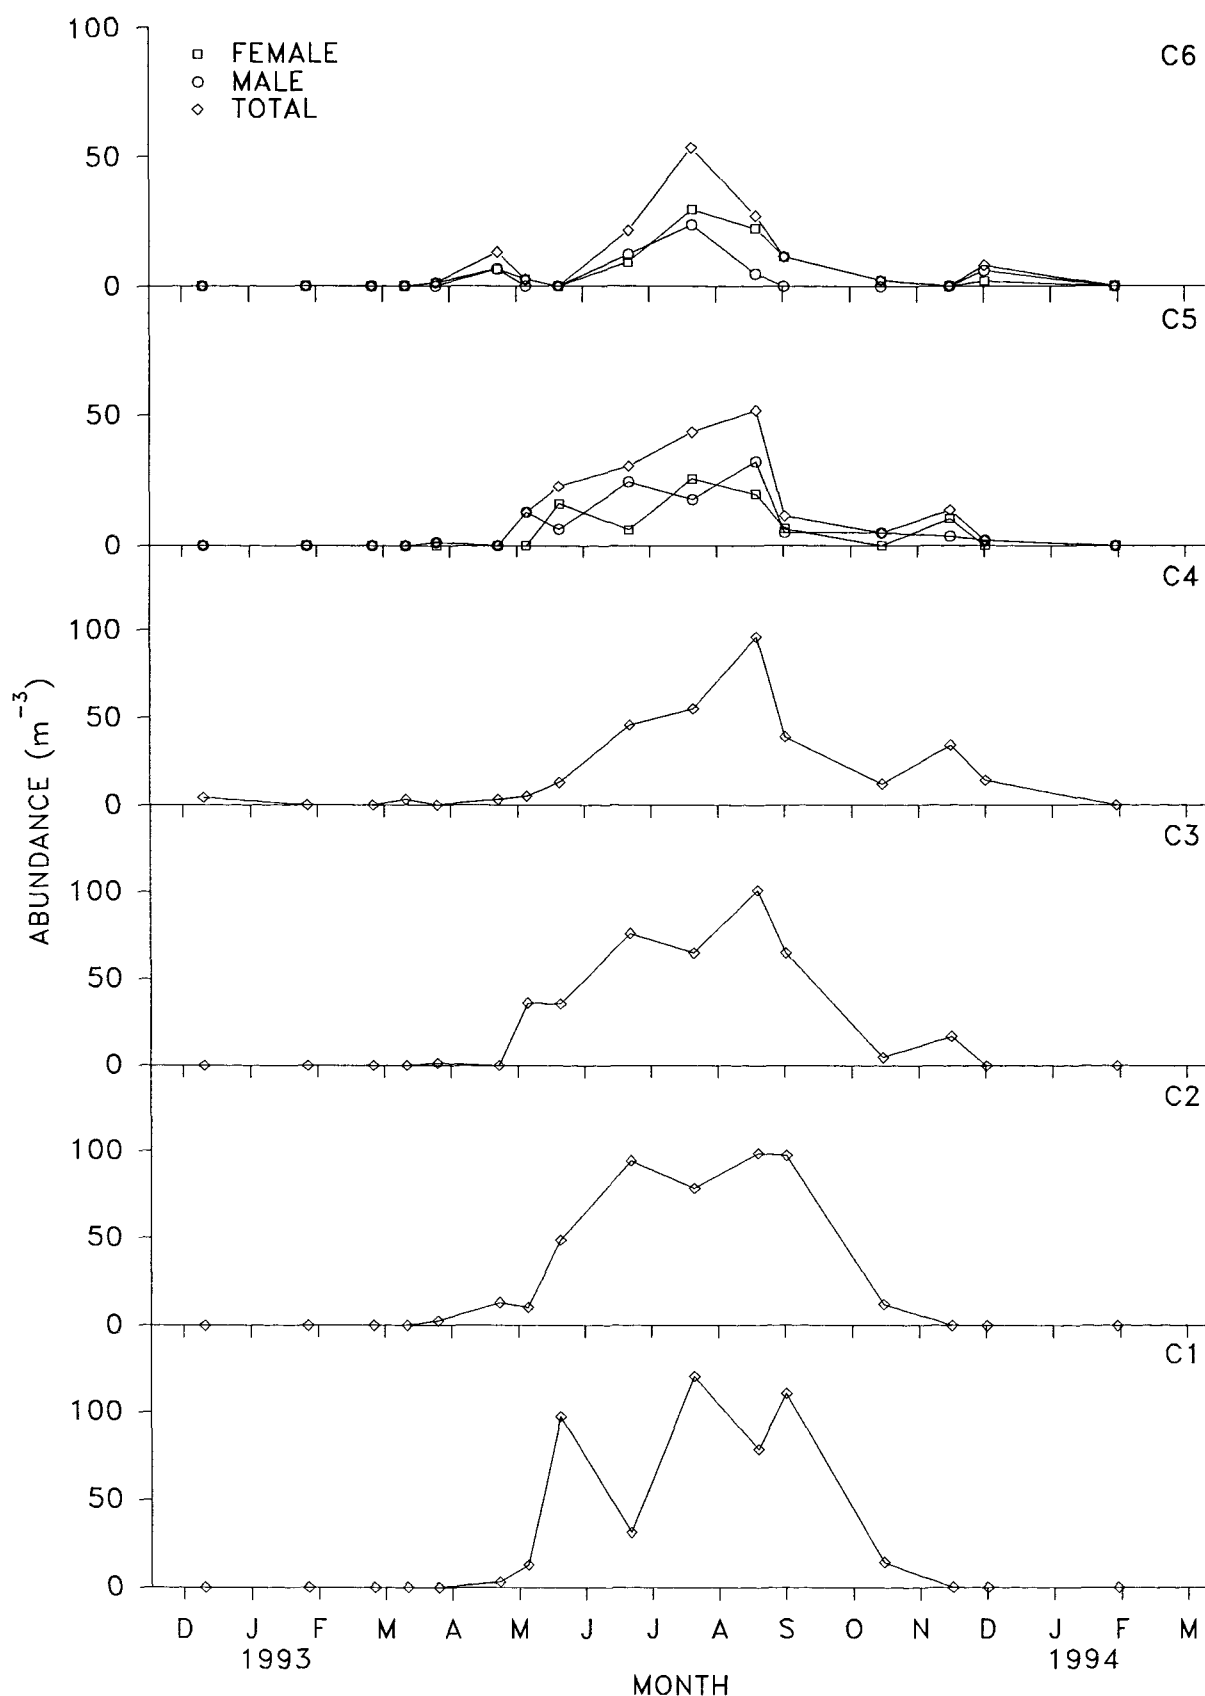 100
50
0
□ FEMALE
○ MALE
◇ TOTAL
C6
C5
50
0
C4
100
50
0
C3
100
50
0
C2
100
50
0
C1
100
50
0
ABUNDANCE (m⁻³)
D J F M A M J J A S O N D J F M
1993 1994
MONTH